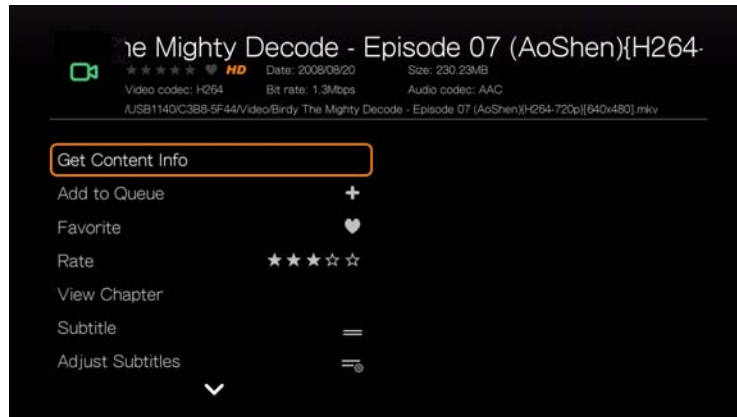 he Mighty Decode - Episode 07 (AoShen){H264-
HD Date: 2008/08/20 Size: 230.23MB
Video codec: H264 Bit rate: 1.3Mbps Audio codec: AAC
/USB1140/C3B8-5F44/Video/Birdy The Mighty Decode - Episode 07 (AoShen)(H264-720p)[640x480].mkv
Get Content Info
Add to Queue
Favorite
Rate
View Chapter
Subtitle
Adjust Subtitles